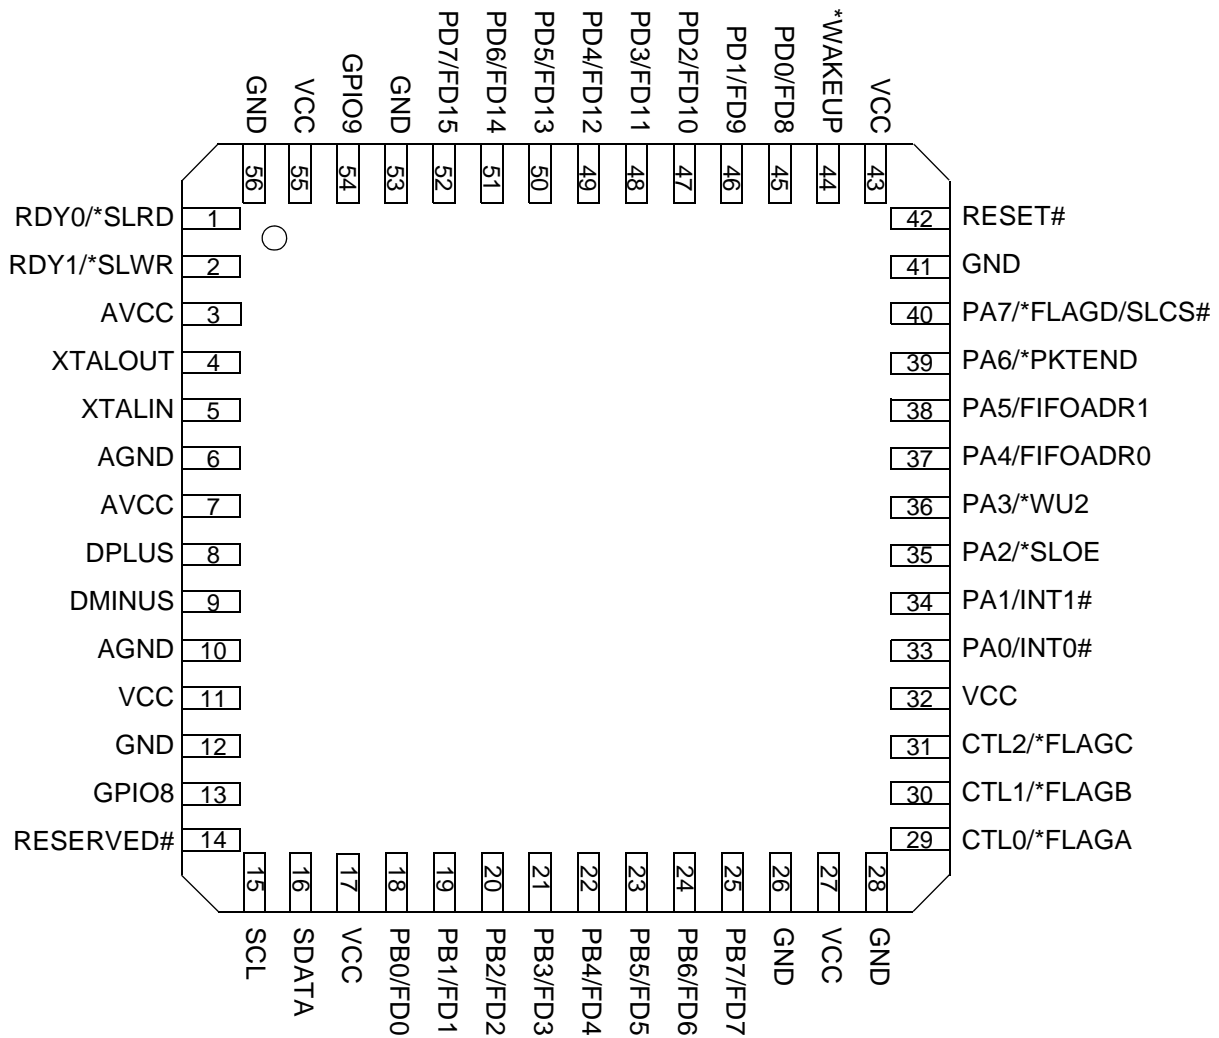 GND
VCC
GPIO9
GND
PD7/FD15
PD6/FD14
PD5/FD13
PD4/FD12
PD3/FD11
PD2/FD10
PD1/FD9
PD0/FD8
*WAKEUP
VCC
56
55
54
53
52
51
50
49
48
47
46
45
44
43
RDY0/*SLRD 1
RDY1/*SLWR 2
AVCC 3
XTALOUT 4
XTALIN 5
AGND 6
AVCC 7
DPLUS 8
DMINUS 9
AGND 10
VCC 11
GND 12
GPIO8 13
RESERVED# 14
42 RESET#
41 GND
40 PA7/*FLAGD/SLCS#
39 PA6/*PKTEND
38 PA5/FIFOADR1
37 PA4/FIFOADR0
36 PA3/*WU2
35 PA2/*SLOE
34 PA1/INT1#
33 PA0/INT0#
32 VCC
31 CTL2/*FLAGC
30 CTL1/*FLAGB
29 CTL0/*FLAGA
15
16
17
18
19
20
21
22
23
24
25
26
27
28
SCL
SDATA
VCC
PB0/FD0
PB1/FD1
PB2/FD2
PB3/FD3
PB4/FD4
PB5/FD5
PB6/FD6
PB7/FD7
GND
VCC
GND